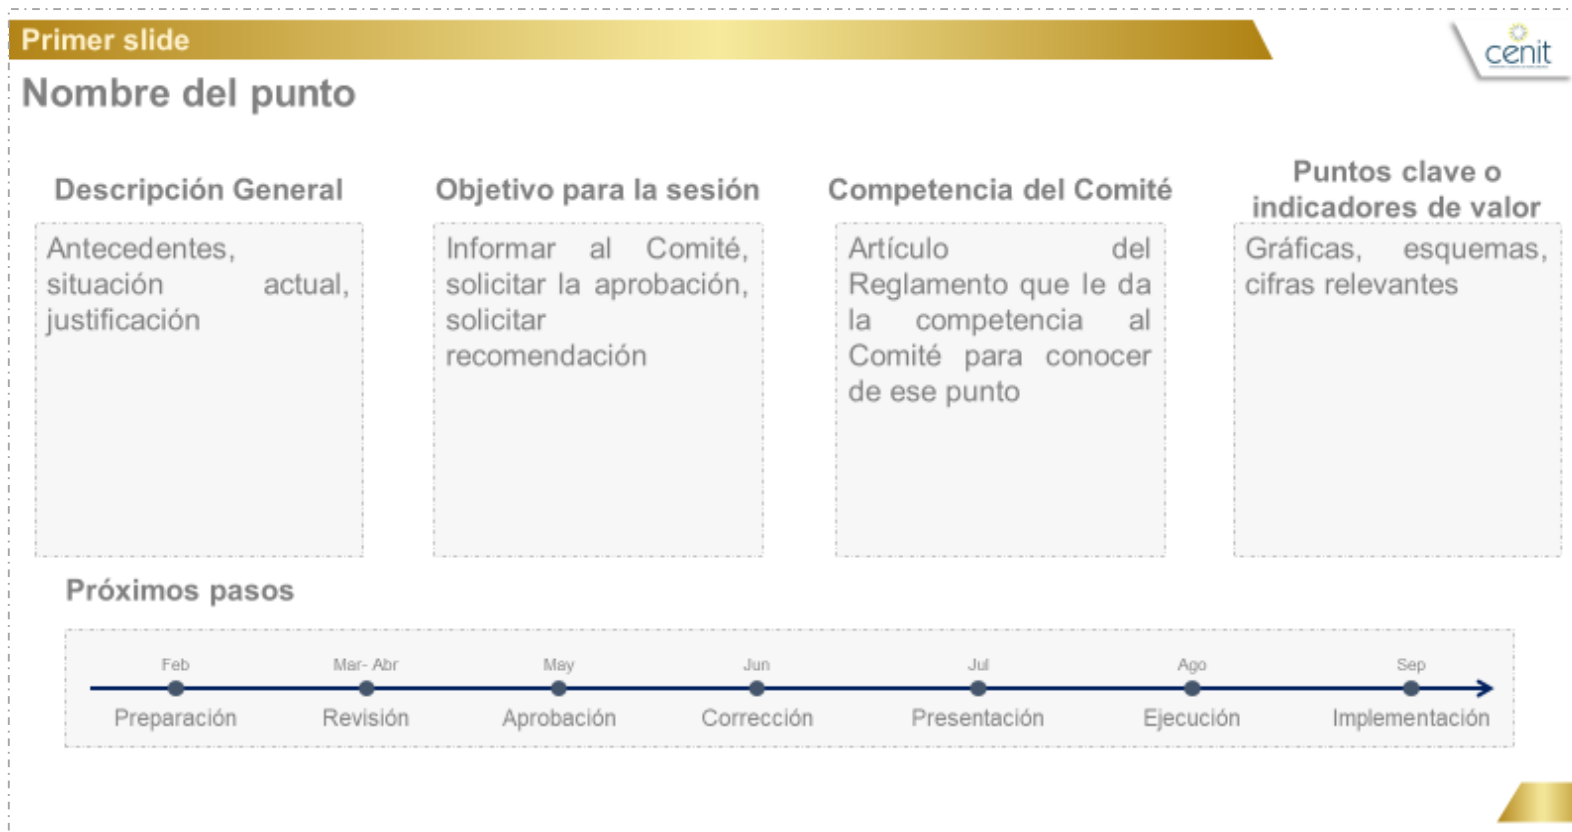 Primer slide
cenit
Nombre del punto
Descripción General
Antecedentes,
situación actual,
justificación
Objetivo para la sesión
Informar al Comité,
solicitar la aprobación,
solicitar
recomendación
Competencia del Comité
Artículo del
Reglamento que le da
la competencia al
Comité para conocer
de ese punto
Puntos clave o
indicadores de valor
Gráficas, esquemas,
cifras relevantes
Próximos pasos
Feb Mar- Abr May Jun Jul Ago Sep
Preparación Revisión Aprobación Corrección Presentación Ejecución Implementación